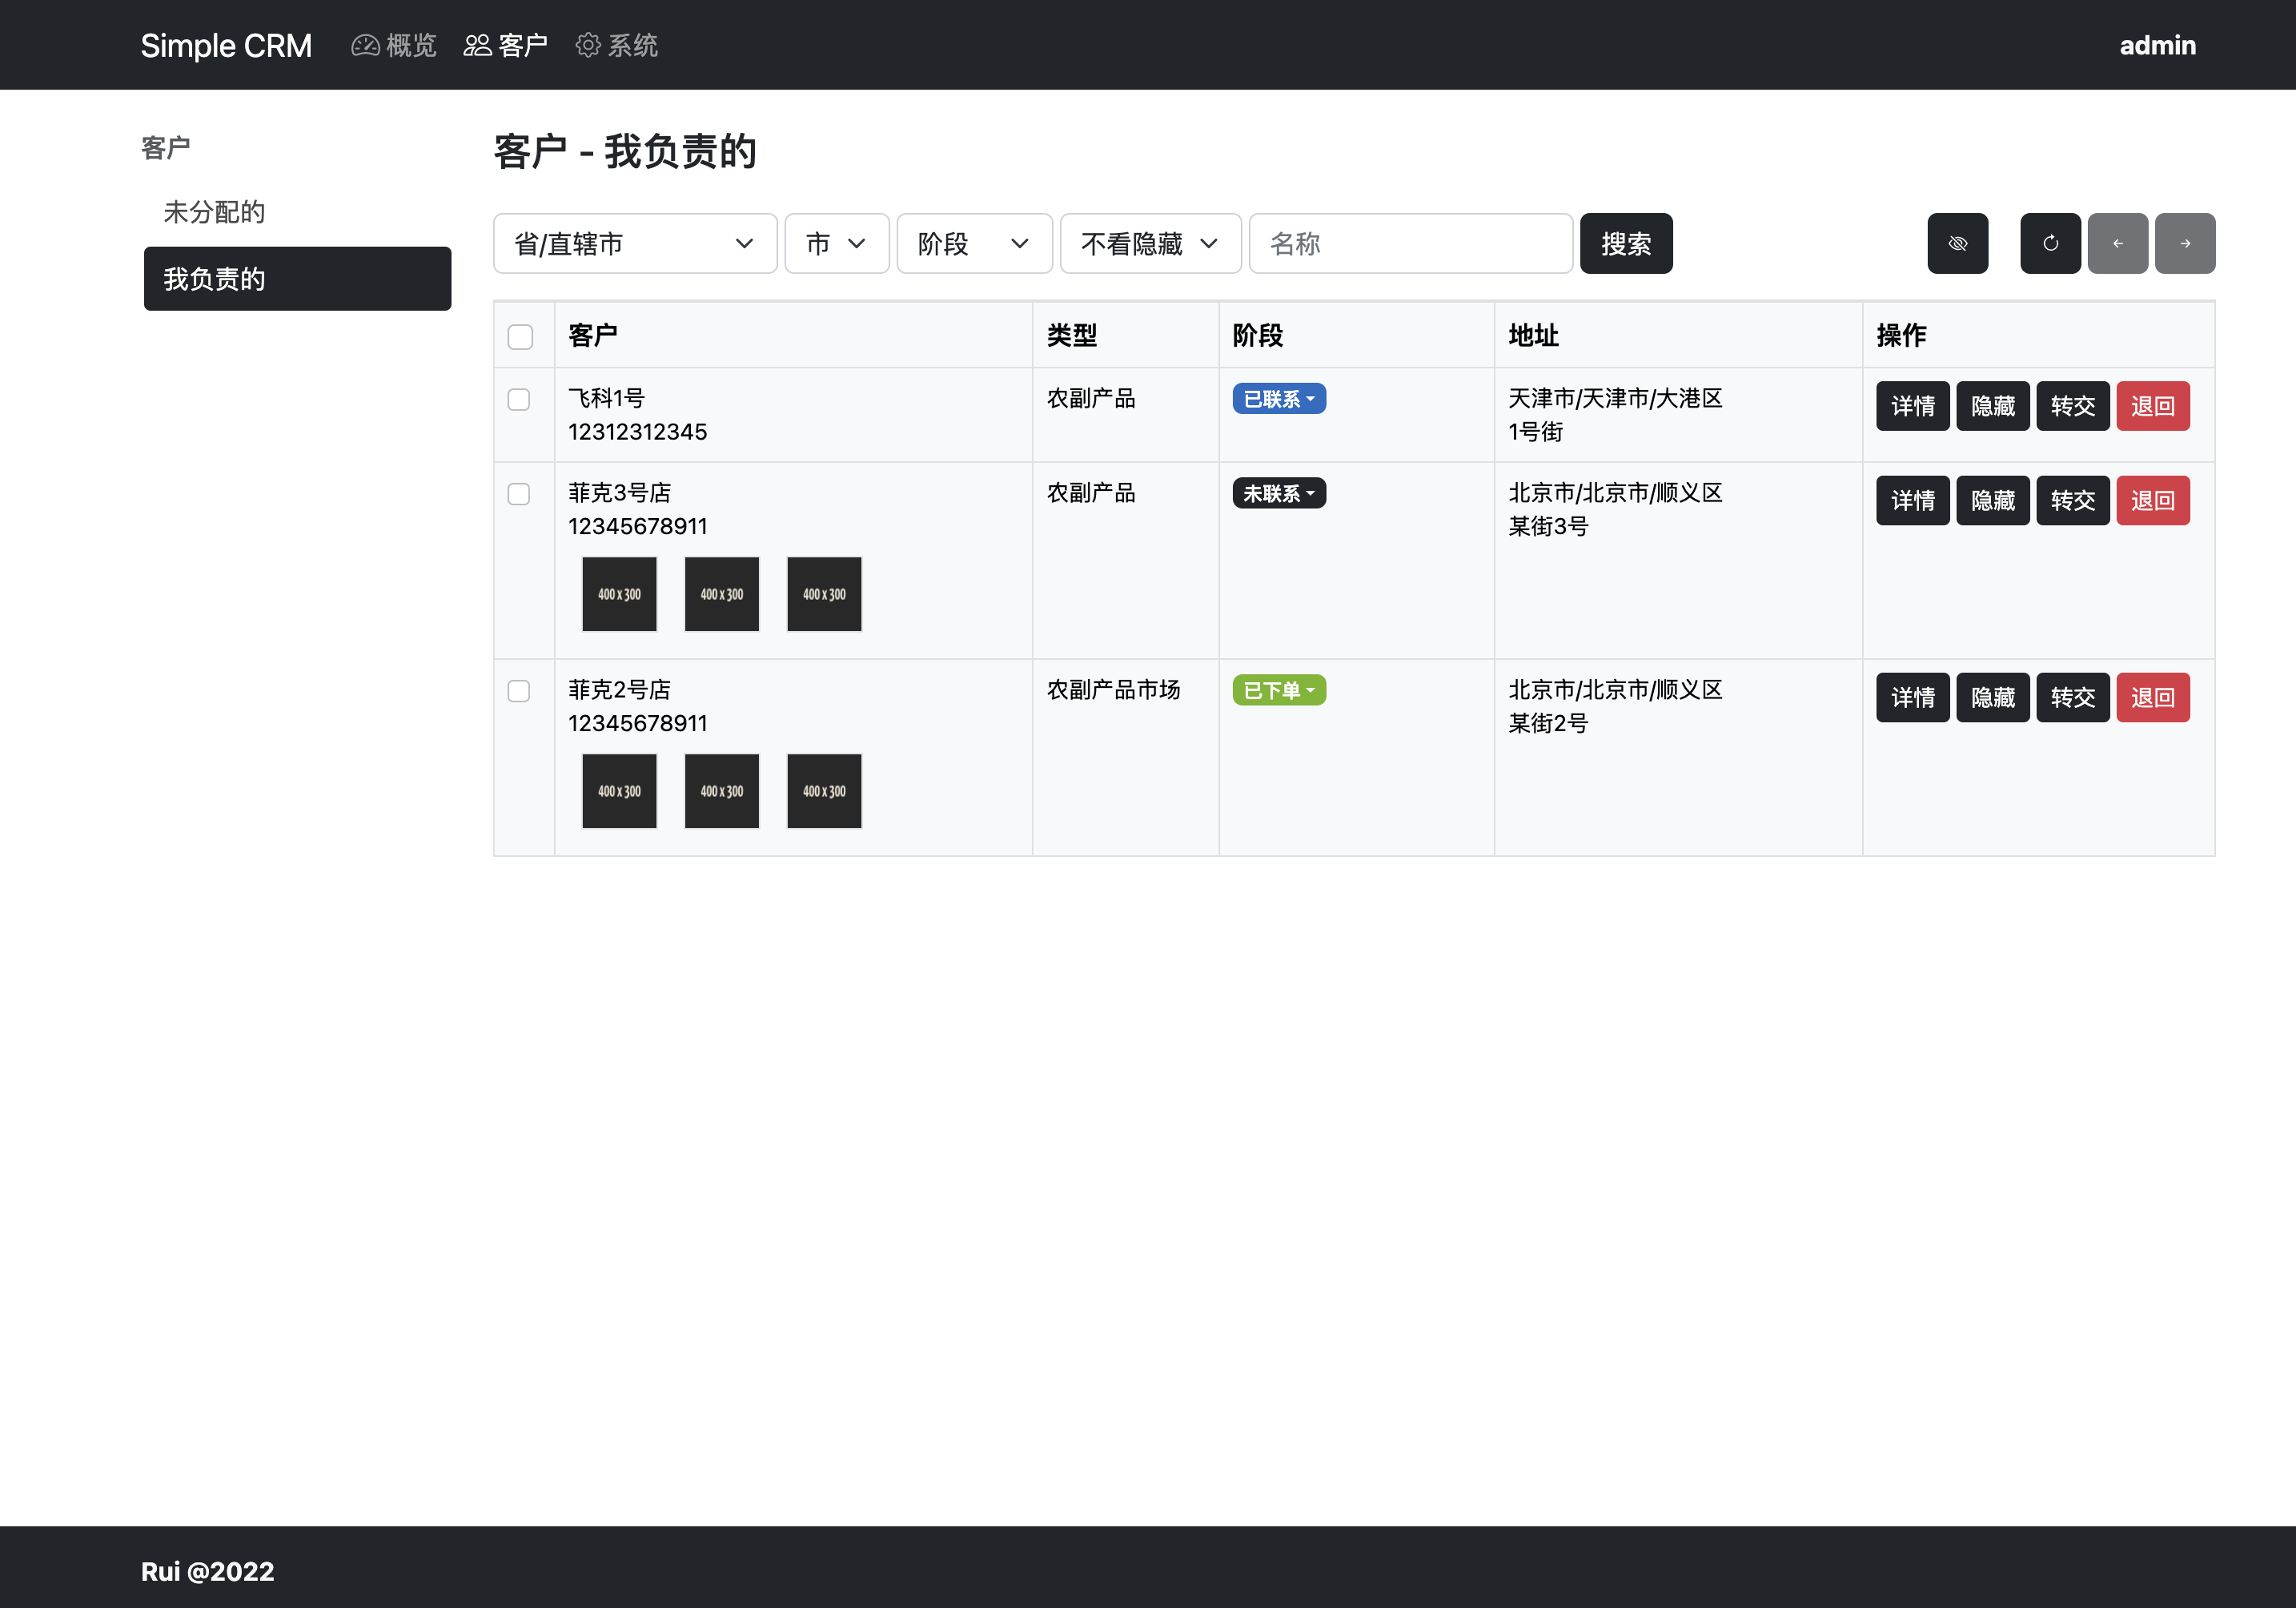 Simple CRM 概览 客户 系统 admin
客户
未分配的
我负责的
客户 - 我负责的
省/直辖市 市 阶段 不看隐藏 名称 搜索
客户 类型 阶段 地址 操作
飞科1号 农副产品 已联系 天津市/天津市/大港区 详情 隐藏 转交 退回
12312312345 1号街
菲克3号店 农副产品 未联系 北京市/北京市/顺义区 详情 隐藏 转交 退回
12345678911 某街3号
400 x 300 400 x 300 400 x 300
菲克2号店 农副产品市场 已下单 北京市/北京市/顺义区 详情 隐藏 转交 退回
12345678911 某街2号
400 x 300 400 x 300 400 x 300
Rui @2022